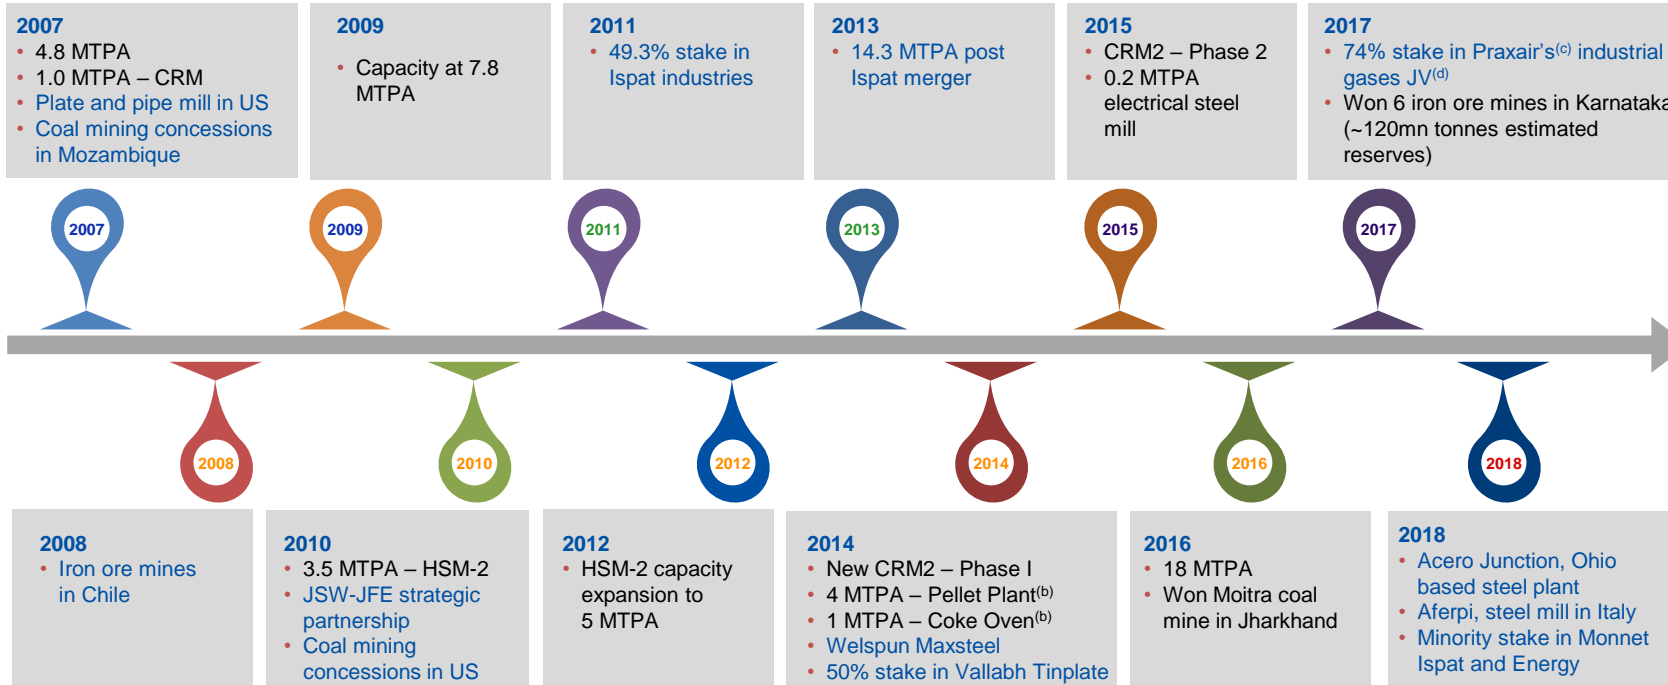 2007
• 4.8 MTPA
• 1.0 MTPA – CRM
• Plate and pipe mill in US
• Coal mining concessions
in Mozambique
2009
• Capacity at 7.8
MTPA
2011
• 49.3% stake in
Ispat industries
2013
• 14.3 MTPA post
Ispat merger
2015
• CRM2 – Phase 2
• 0.2 MTPA
electrical steel
mill
2017
• 74% stake in Praxair's(c) industrial
gases JV(d)
• Won 6 iron ore mines in Karnataka
(~120mn tonnes estimated
reserves)
2007
2009
2011
2013
2015
2017
2008
2010
2012
2014
2016
2018
2008
• Iron ore mines
in Chile
2010
• 3.5 MTPA – HSM-2
• JSW-JFE strategic
partnership
• Coal mining
concessions in US
2012
• HSM-2 capacity
expansion to
5 MTPA
2014
• New CRM2 – Phase I
• 4 MTPA – Pellet Plant(b)
• 1 MTPA – Coke Oven(b)
• Welspun Maxsteel
• 50% stake in Vallabh Tinplate
2016
• 18 MTPA
• Won Moitra coal
mine in Jharkhand
2018
• Acero Junction, Ohio
based steel plant
• Aferpi, steel mill in Italy
• Minority stake in Monnet
Ispat and Energy